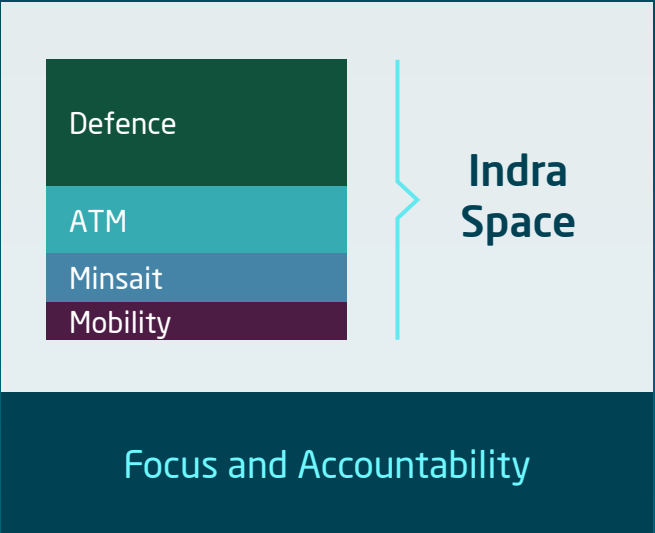 Defence
ATM
Minsait
Mobility
Indra
Space
Focus and Accountability